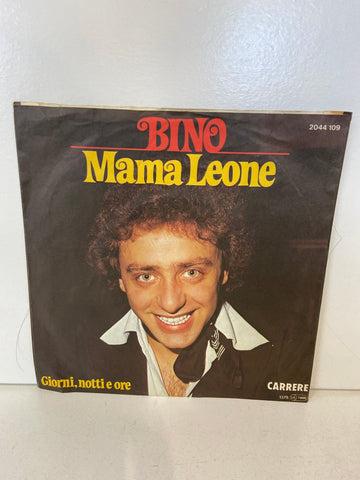 2044 109
BINO
Mama Leone
Giorni, notti e ore
CARRERE